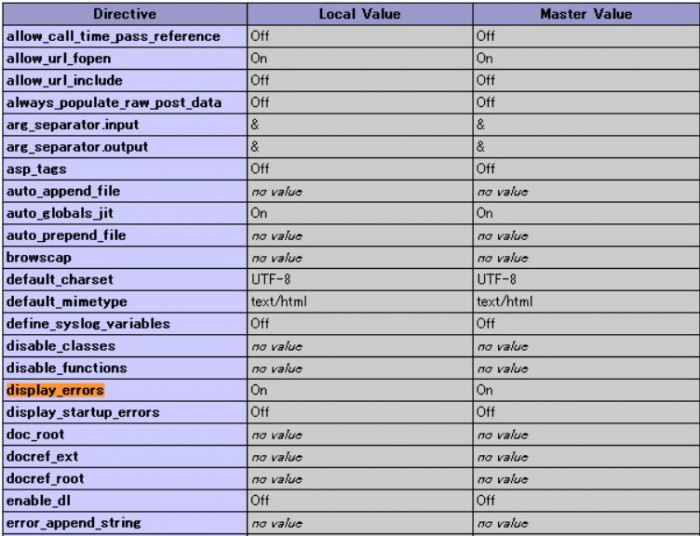 Directive Local Value Master Value
allow_call_time_pass_reference Off Off
allow_url_fopen On On
allow_url_include Off Off
always_populate_raw_post_data Off Off
arg_separator.input & &
arg_separator.output & &
asp_tags Off Off
auto_append_file no value no value
auto_globals_jit On On
auto_prepend_file no value no value
browscap no value no value
default_charset UTF-8 UTF-8
default_mimetype text/html text/html
define_syslog_variables Off Off
disable_classes no value no value
disable_functions no value no value
display_errors On On
display_startup_errors Off Off
doc_root no value no value
docref_ext no value no value
docref_root no value no value
enable_dl Off Off
error_append_string no value no value